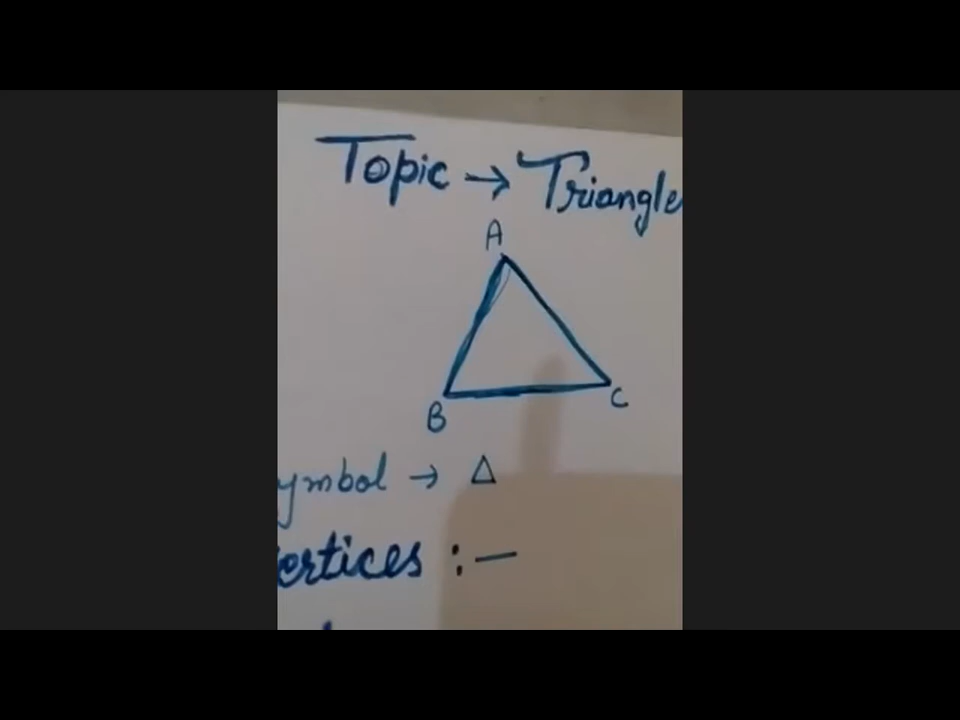 Topic → Triangle
A
B
C
ymbol → Δ
ertices :—